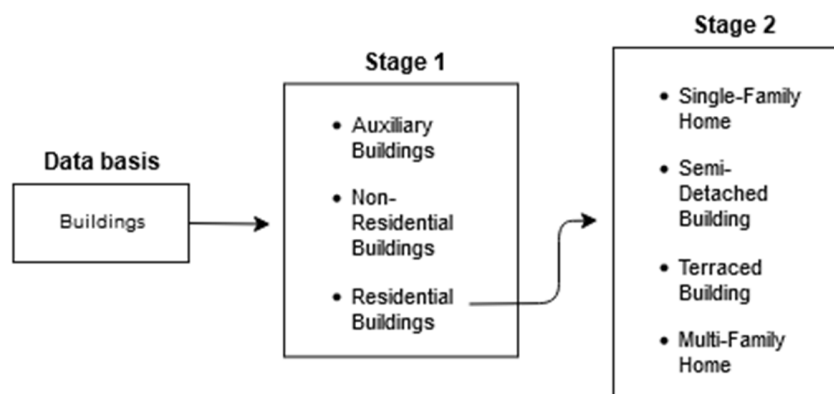 Data basis
Buildings
Stage 1
• Auxiliary
Buildings
• Non-
Residential
Buildings
• Residential
Buildings
Stage 2
• Single-Family
Home
• Semi-
Detached
Building
• Terraced
Building
• Multi-Family
Home